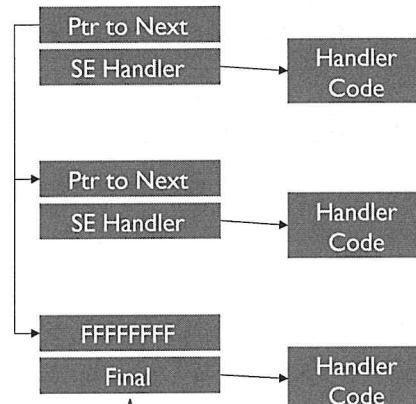 Ptr to Next
SE Handler
Handler
Code
Ptr to Next
SE Handler
Handler
Code
FFFFFFFF
Final
Handler
Code